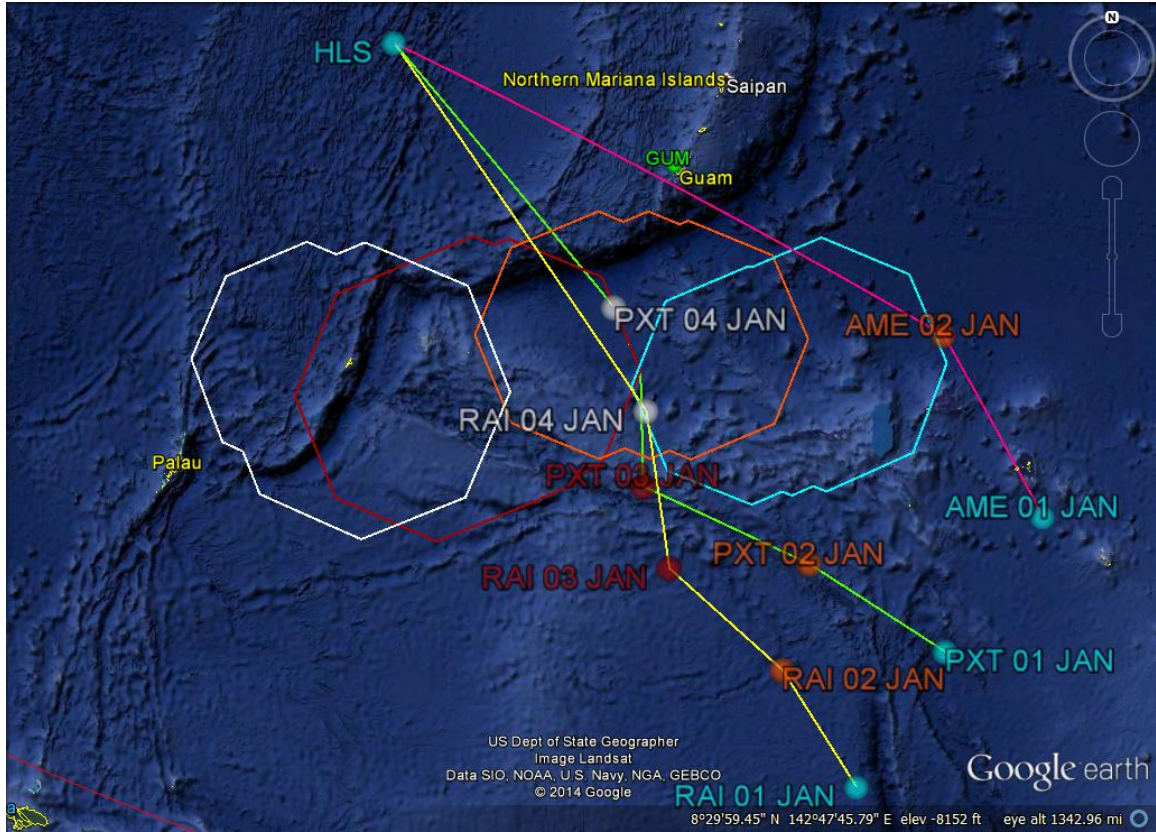 N
HLS
Northern Mariana Islands
Saipan
GUM
Guam
PXT 04 JAN
AME 02 JAN
RAI 04 JAN
Palau
PXT 03 JAN
AME 01 JAN
PXT 02 JAN
RAI 03 JAN
PXT 01 JAN
RAI 02 JAN
US Dept of State Geographer
Image Landsat
Data SIO, NOAA, U.S. Navy, NGA, GEBCO
© 2014 Google
Google earth
RAI 01 JAN
a
8°29'59.45" N 142°47'45.79" E elev -8152 ft eye alt 1342.96 mi